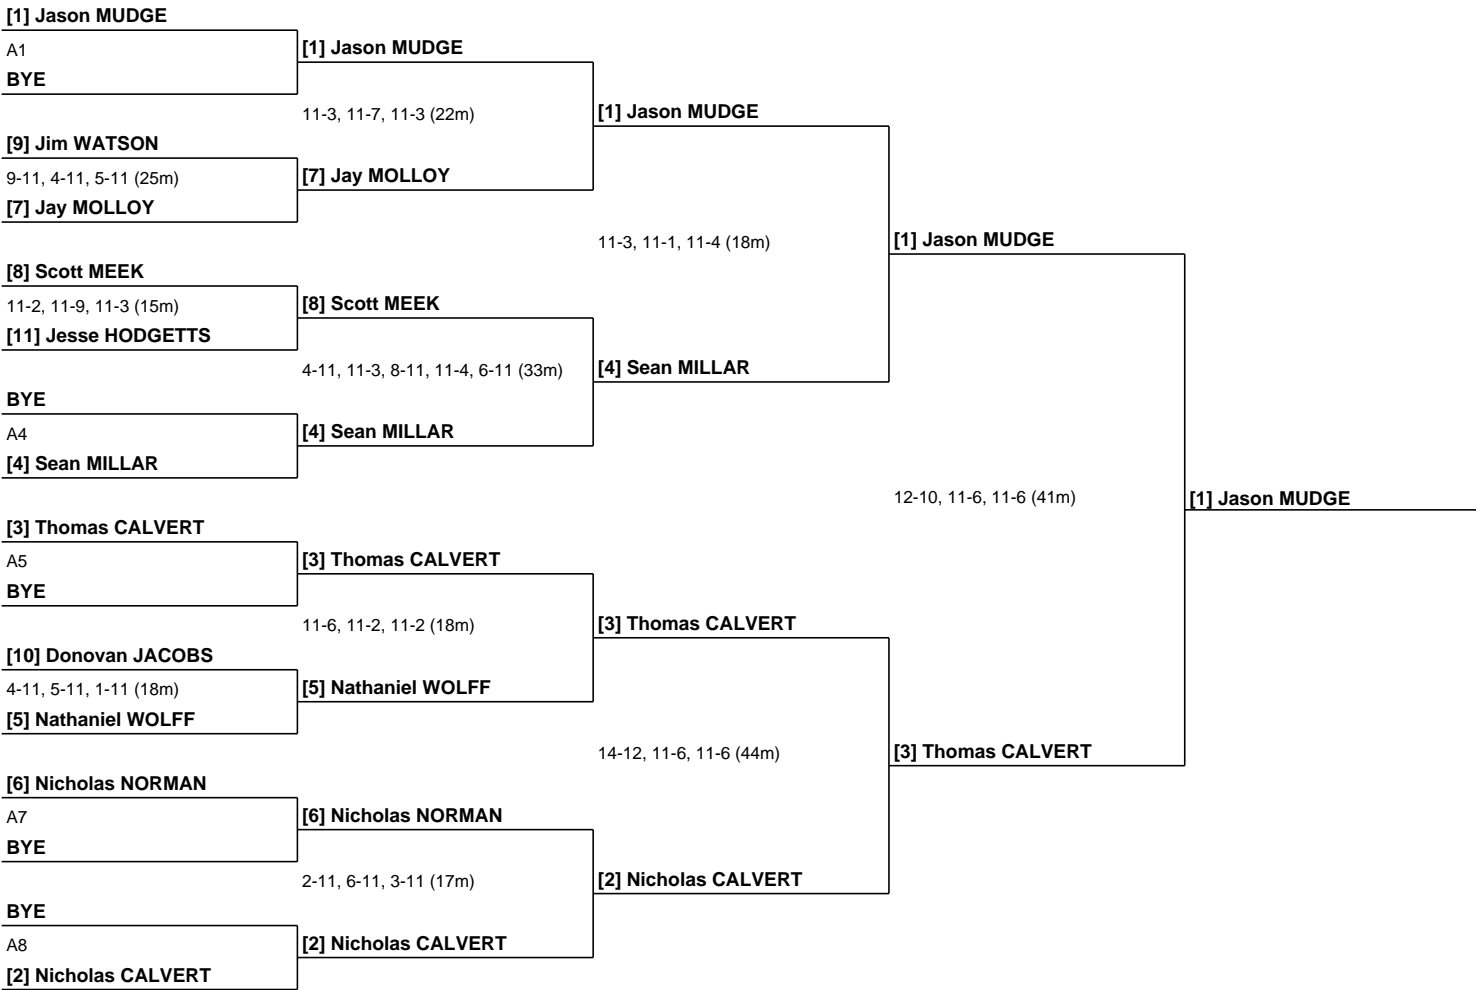 [1] Jason MUDGE
A1
BYE
[9] Jim WATSON
9-11, 4-11, 5-11 (25m)
[7] Jay MOLLOY
[8] Scott MEEK
11-2, 11-9, 11-3 (15m)
[11] Jesse HODGETTS
BYE
A4
[4] Sean MILLAR
[3] Thomas CALVERT
A5
BYE
[10] Donovan JACOBS
4-11, 5-11, 1-11 (18m)
[5] Nathaniel WOLFF
[6] Nicholas NORMAN
A7
BYE
BYE
A8
[2] Nicholas CALVERT
[1] Jason MUDGE
11-3, 11-7, 11-3 (22m)
[7] Jay MOLLOY
[8] Scott MEEK
4-11, 11-3, 8-11, 11-4, 6-11 (33m)
[4] Sean MILLAR
[3] Thomas CALVERT
11-6, 11-2, 11-2 (18m)
[5] Nathaniel WOLFF
[6] Nicholas NORMAN
2-11, 6-11, 3-11 (17m)
[2] Nicholas CALVERT
[1] Jason MUDGE
11-3, 11-1, 11-4 (18m)
[4] Sean MILLAR
[3] Thomas CALVERT
14-12, 11-6, 11-6 (44m)
[2] Nicholas CALVERT
[1] Jason MUDGE
12-10, 11-6, 11-6 (41m)
[3] Thomas CALVERT
[1] Jason MUDGE